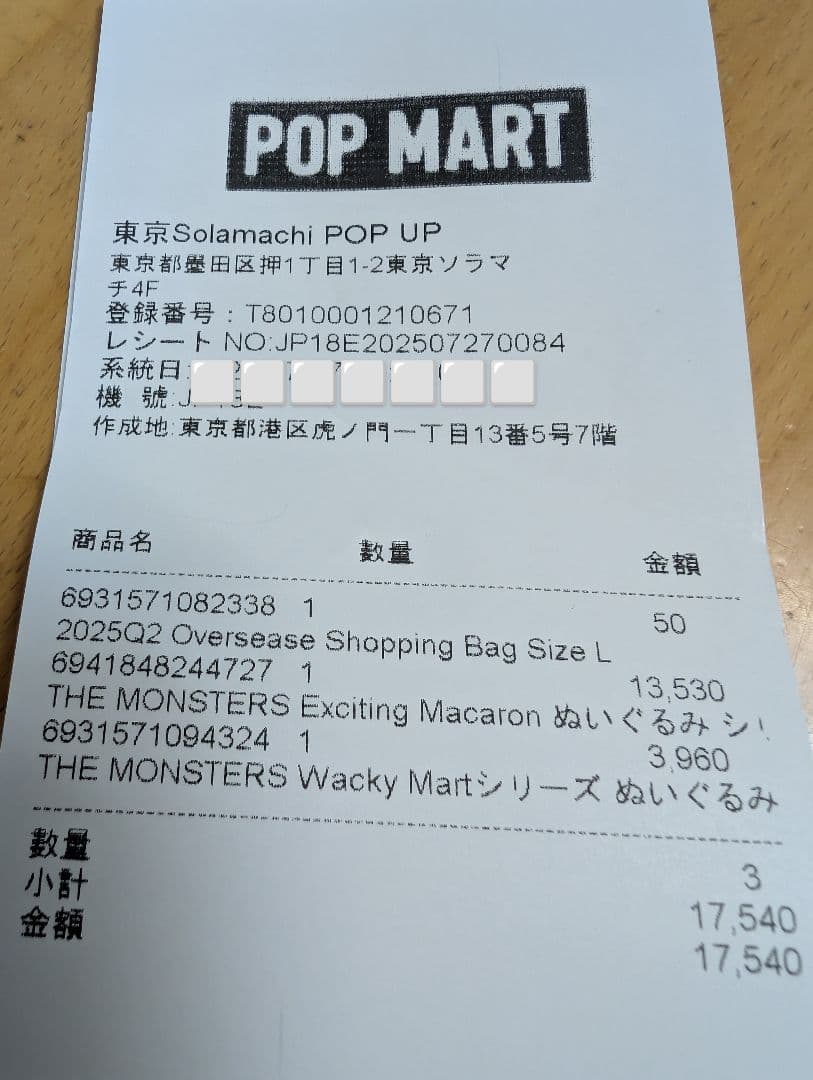 POP MART
東京Solamachi POP UP
東京都墨田区押1丁目1-2東京ソラマ
チ4F
登録番号：T8010001210671
レシート NO:JP18E202507270084
系統日:
機 號:J
作成地:東京都港区虎ノ門一丁目13番5号7階
商品名 數量 金額
6931571082338 1 50
2025Q2 Oversease Shopping Bag Size L
6941848244727 1 13,530
THE MONSTERS Exciting Macaron ぬいぐるみ シ
6931571094324 1 3,960
THE MONSTERS Wacky Martシリーズ ぬいぐるみ
數量 3
小計 17,540
金額 17,540